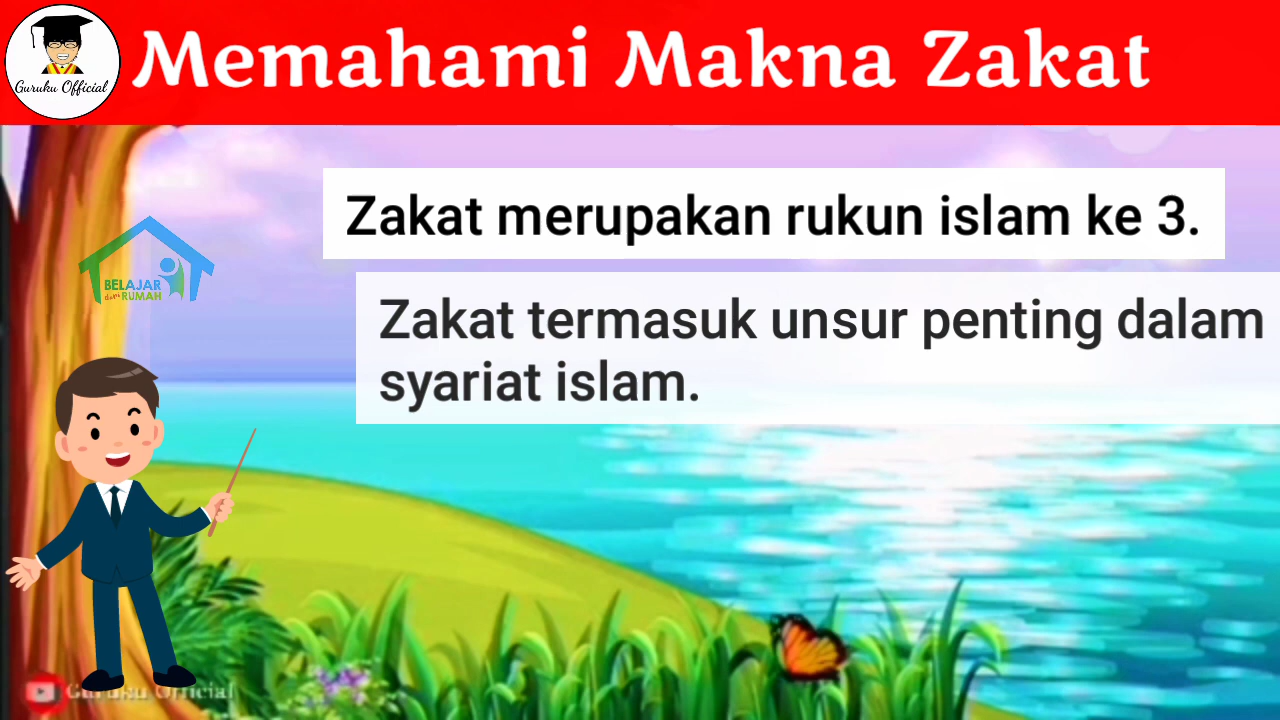 Memahami Makna Zakat
Guruku Official
Zakat merupakan rukun islam ke 3.
Zakat termasuk unsur penting dalam
syariat islam.
BELAJAR
dari RUMAH
Guruku Official